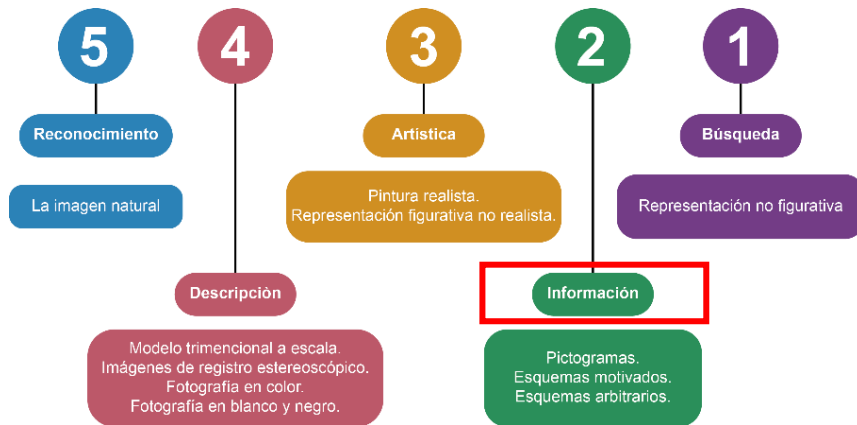 5
4
3
2
1
Reconocimiento
Artística
Búsqueda
La imagen natural
Pintura realista.
Representación figurativa no realista.
Representación no figurativa
Descripciòn
Información
Modelo trimencional a escala.
Imágenes de registro estereoscópico.
Fotografía en color.
Fotografía en blanco y negro.
Pictogramas.
Esquemas motivados.
Esquemas arbitrarios.